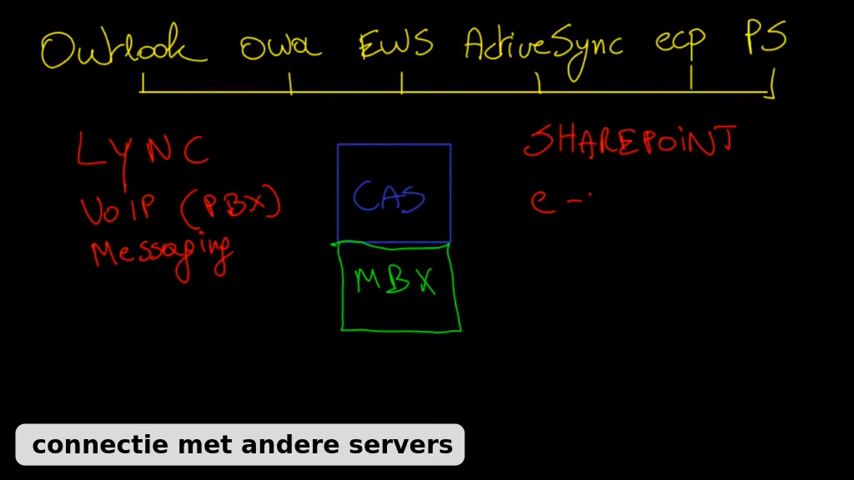 Outlook owa EWS ActiveSync ecp PS
LYNC
VOIP (PBX)
Messaging
CAS
MBX
SHAREPOINT
e -
connectie met andere servers